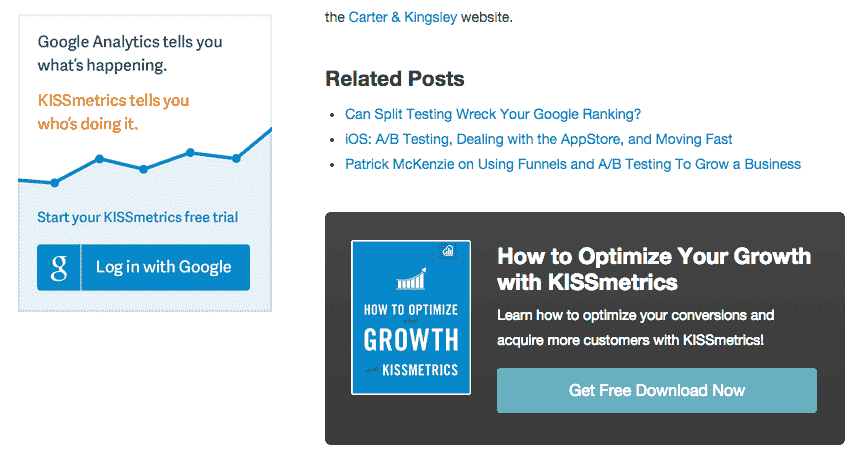 Google Analytics tells you
what's happening.
KISSmetrics tells you
who's doing it.
Start your KISSmetrics free trial
g Log in with Google
the Carter & Kingsley website.
Related Posts
• Can Split Testing Wreck Your Google Ranking?
• iOS: A/B Testing, Dealing with the AppStore, and Moving Fast
• Patrick McKenzie on Using Funnels and A/B Testing To Grow a Business
HOW TO OPTIMIZE
your
GROWTH
with KISSMETRICS
How to Optimize Your Growth
with KISSmetrics
Learn how to optimize your conversions and
acquire more customers with KISSmetrics!
Get Free Download Now